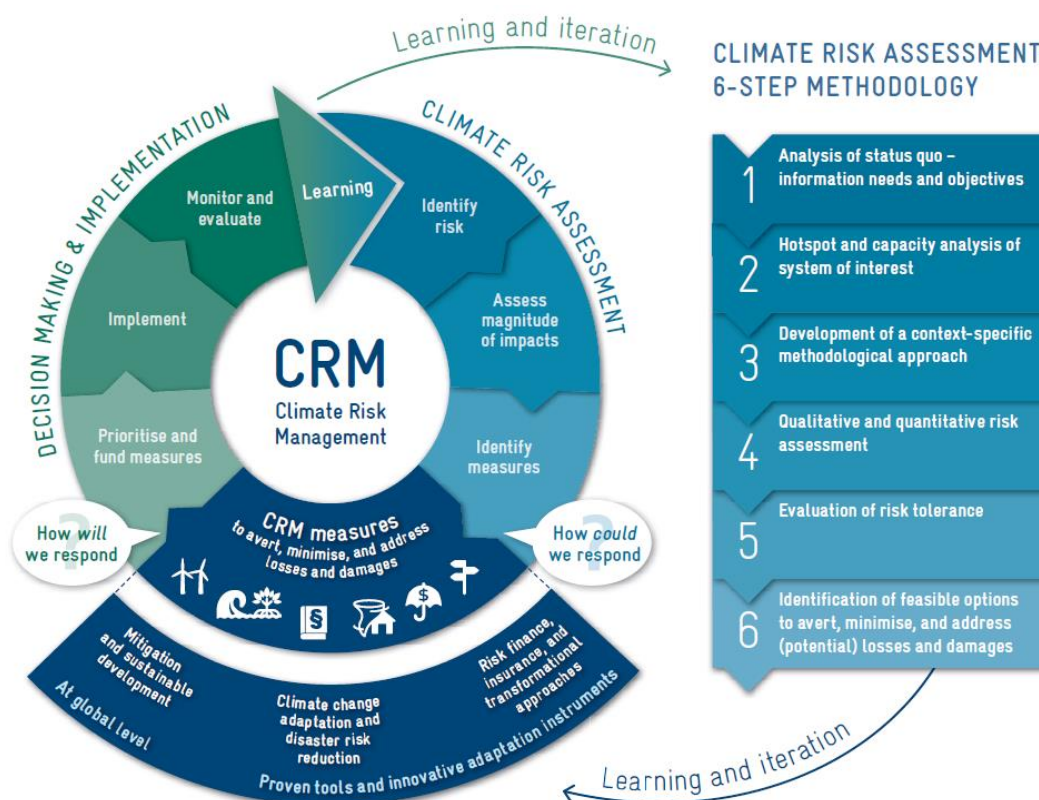 Learning and iteration
CLIMATE RISK ASSESSMENT
6-STEP METHODOLOGY
DECISION MAKING & IMPLEMENTATION
CLIMATE RISK ASSESSMENT
Learning
Monitor and
evaluate
Identify
risk
Implement
Assess
magnitude
of impacts
CRM
Climate Risk
Management
Prioritise and
fund measures
Identify
measures
?
How will
we respond
?
How could
we respond
CRM measures
to avert, minimise, and address
losses and damages
§
$
Mitigation
and sustainable
development
Climate change
adaptation and
disaster risk
reduction
Risk finance,
insurance, and
transformational
approaches
At global level
Proven tools and innovative adaptation instruments
1
Analysis of status quo –
information needs and objectives
2
Hotspot and capacity analysis of
system of interest
3
Development of a context-specific
methodological approach
4
Qualitative and quantitative risk
assessment
5
Evaluation of risk tolerance
6
Identification of feasible options
to avert, minimise, and address
(potential) losses and damages
Learning and iteration